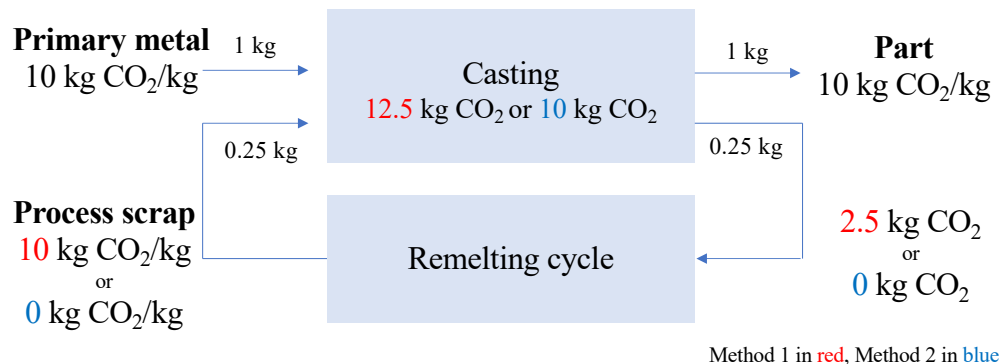 Primary metal
10 kg CO₂/kg
1 kg
Casting
12.5 kg CO₂ or 10 kg CO₂
1 kg
Part
10 kg CO₂/kg
0.25 kg
0.25 kg
Process scrap
10 kg CO₂/kg
or
0 kg CO₂/kg
Remelting cycle
2.5 kg CO₂
or
0 kg CO₂
Method 1 in red, Method 2 in blue